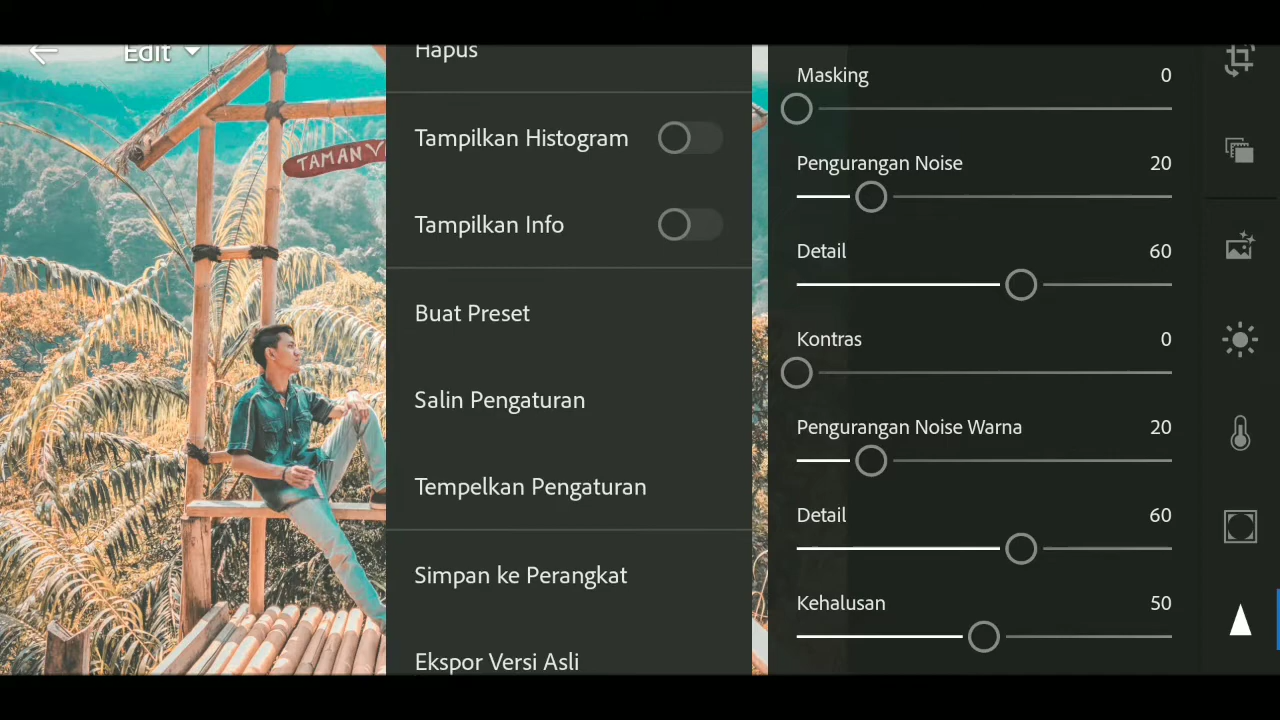 Edit
TAMAN
Hapus
Tampilkan Histogram
Tampilkan Info
Buat Preset
Salin Pengaturan
Tempelkan Pengaturan
Simpan ke Perangkat
Ekspor Versi Asli
Masking 0
Pengurangan Noise 20
Detail 60
Kontras 0
Pengurangan Noise Warna 20
Detail 60
Kehalusan 50